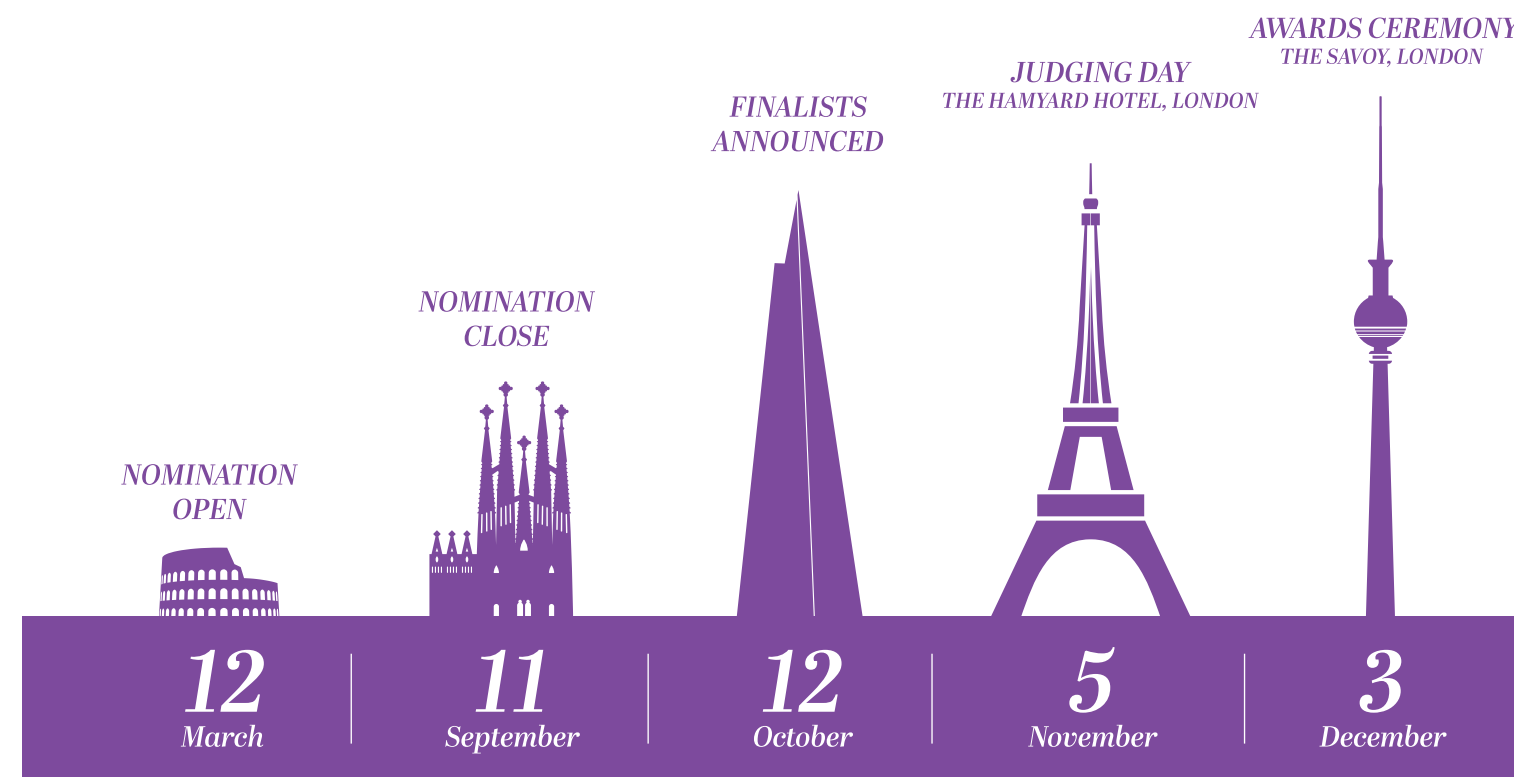 NOMINATION
OPEN
12
March
NOMINATION
CLOSE
11
September
FINALISTS
ANNOUNCED
12
October
JUDGING DAY
THE HAMYARD HOTEL, LONDON
5
November
AWARDS CEREMONY
THE SAVOY, LONDON
3
December